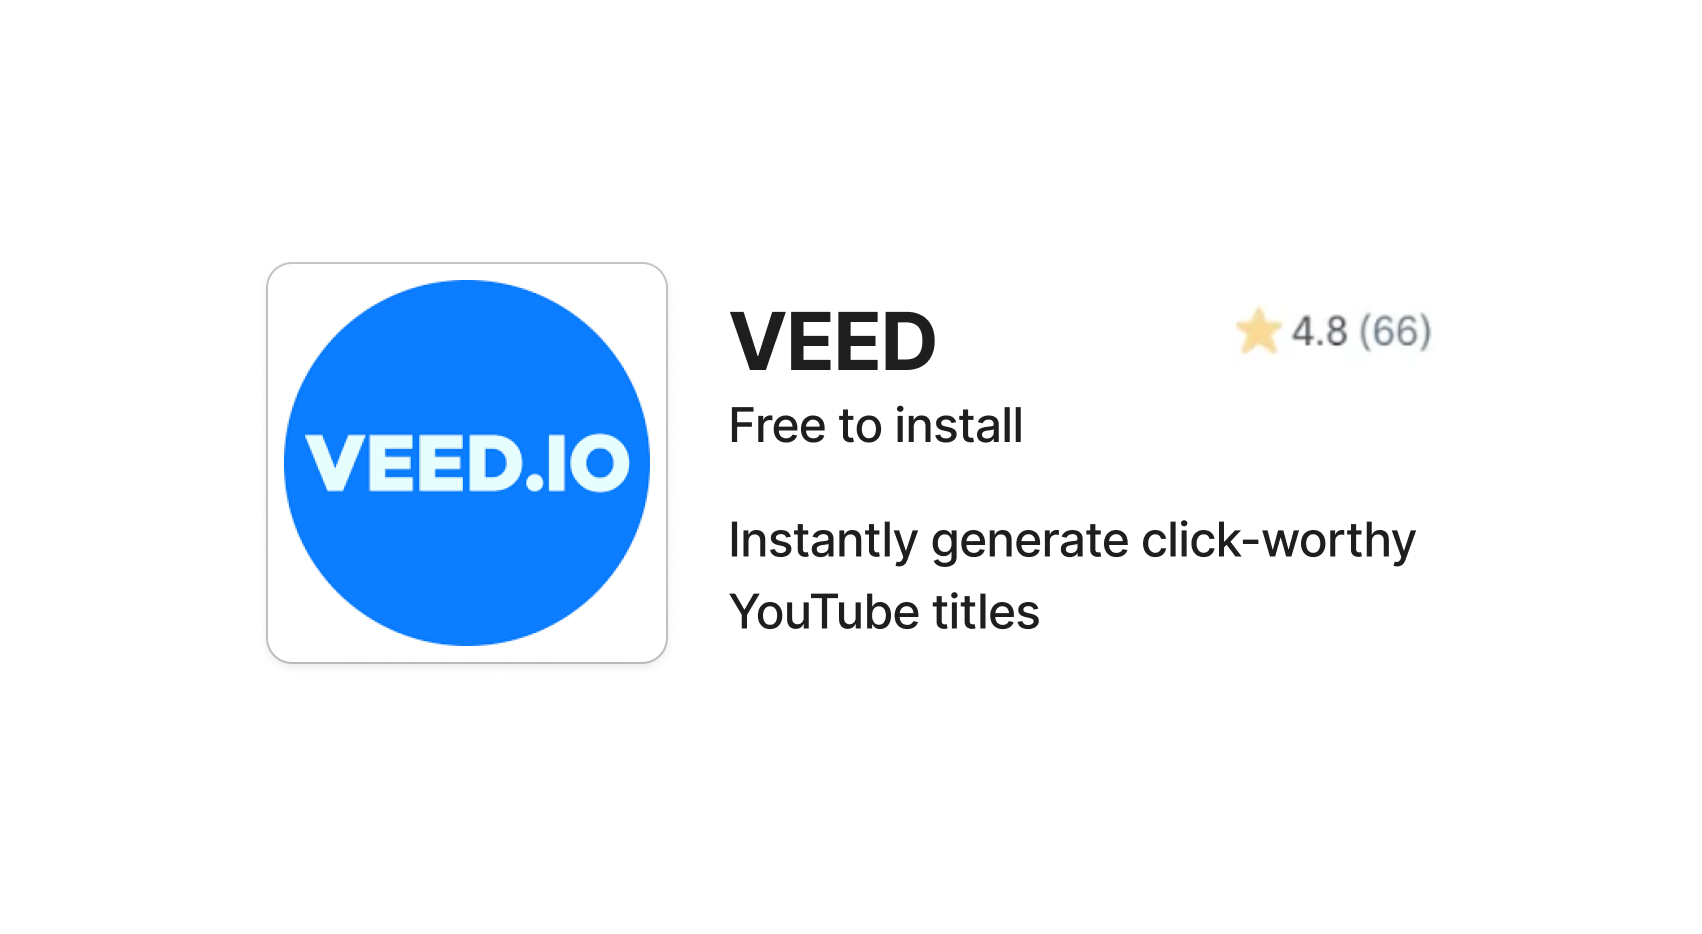 VEED.IO
VEED
4.8 (66)
Free to install
Instantly generate click-worthy
YouTube titles